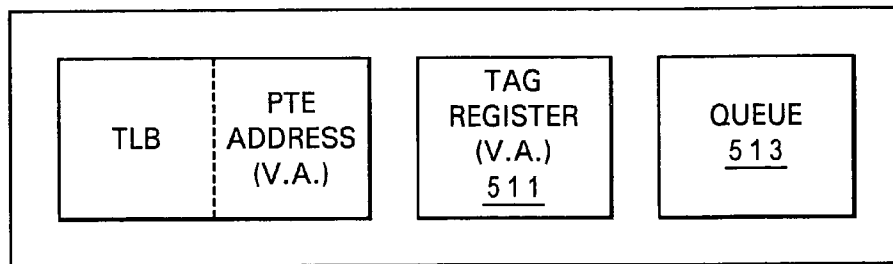 TLB
PTE
ADDRESS
(V.A.)
TAG
REGISTER
(V.A.)
511
QUEUE
513